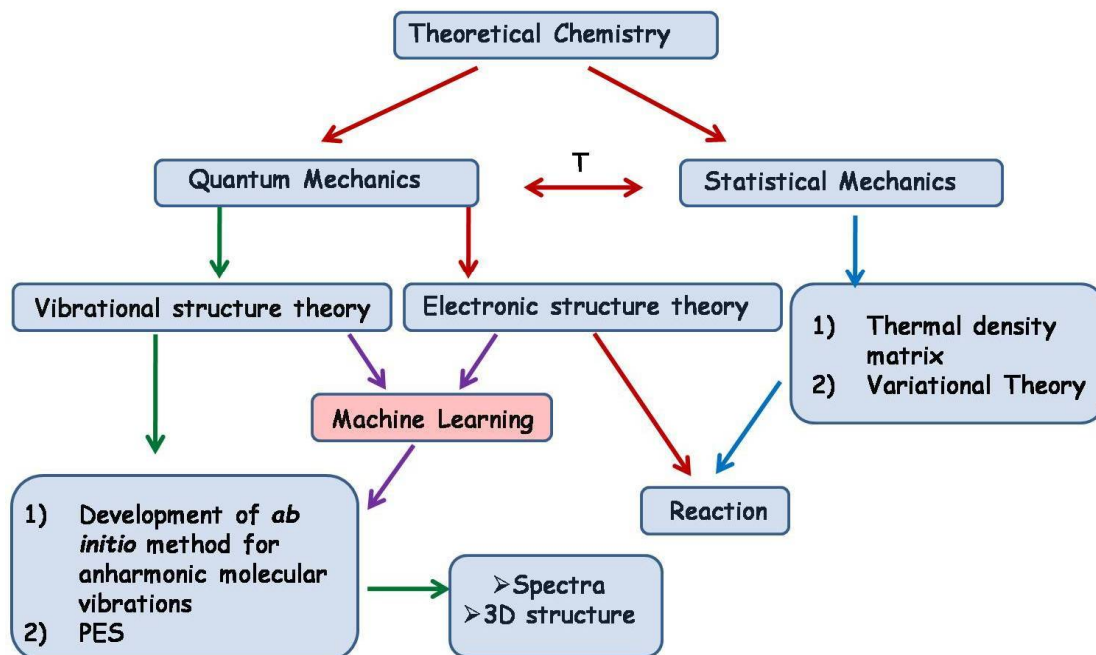 Theoretical Chemistry
T
Quantum Mechanics
Statistical Mechanics
Vibrational structure theory
Electronic structure theory
1) Thermal density
matrix
2) Variational Theory
Machine Learning
1) Development of ab
initio method for
anharmonic molecular
vibrations
2) PES
Reaction
➢Spectra
➢3D structure